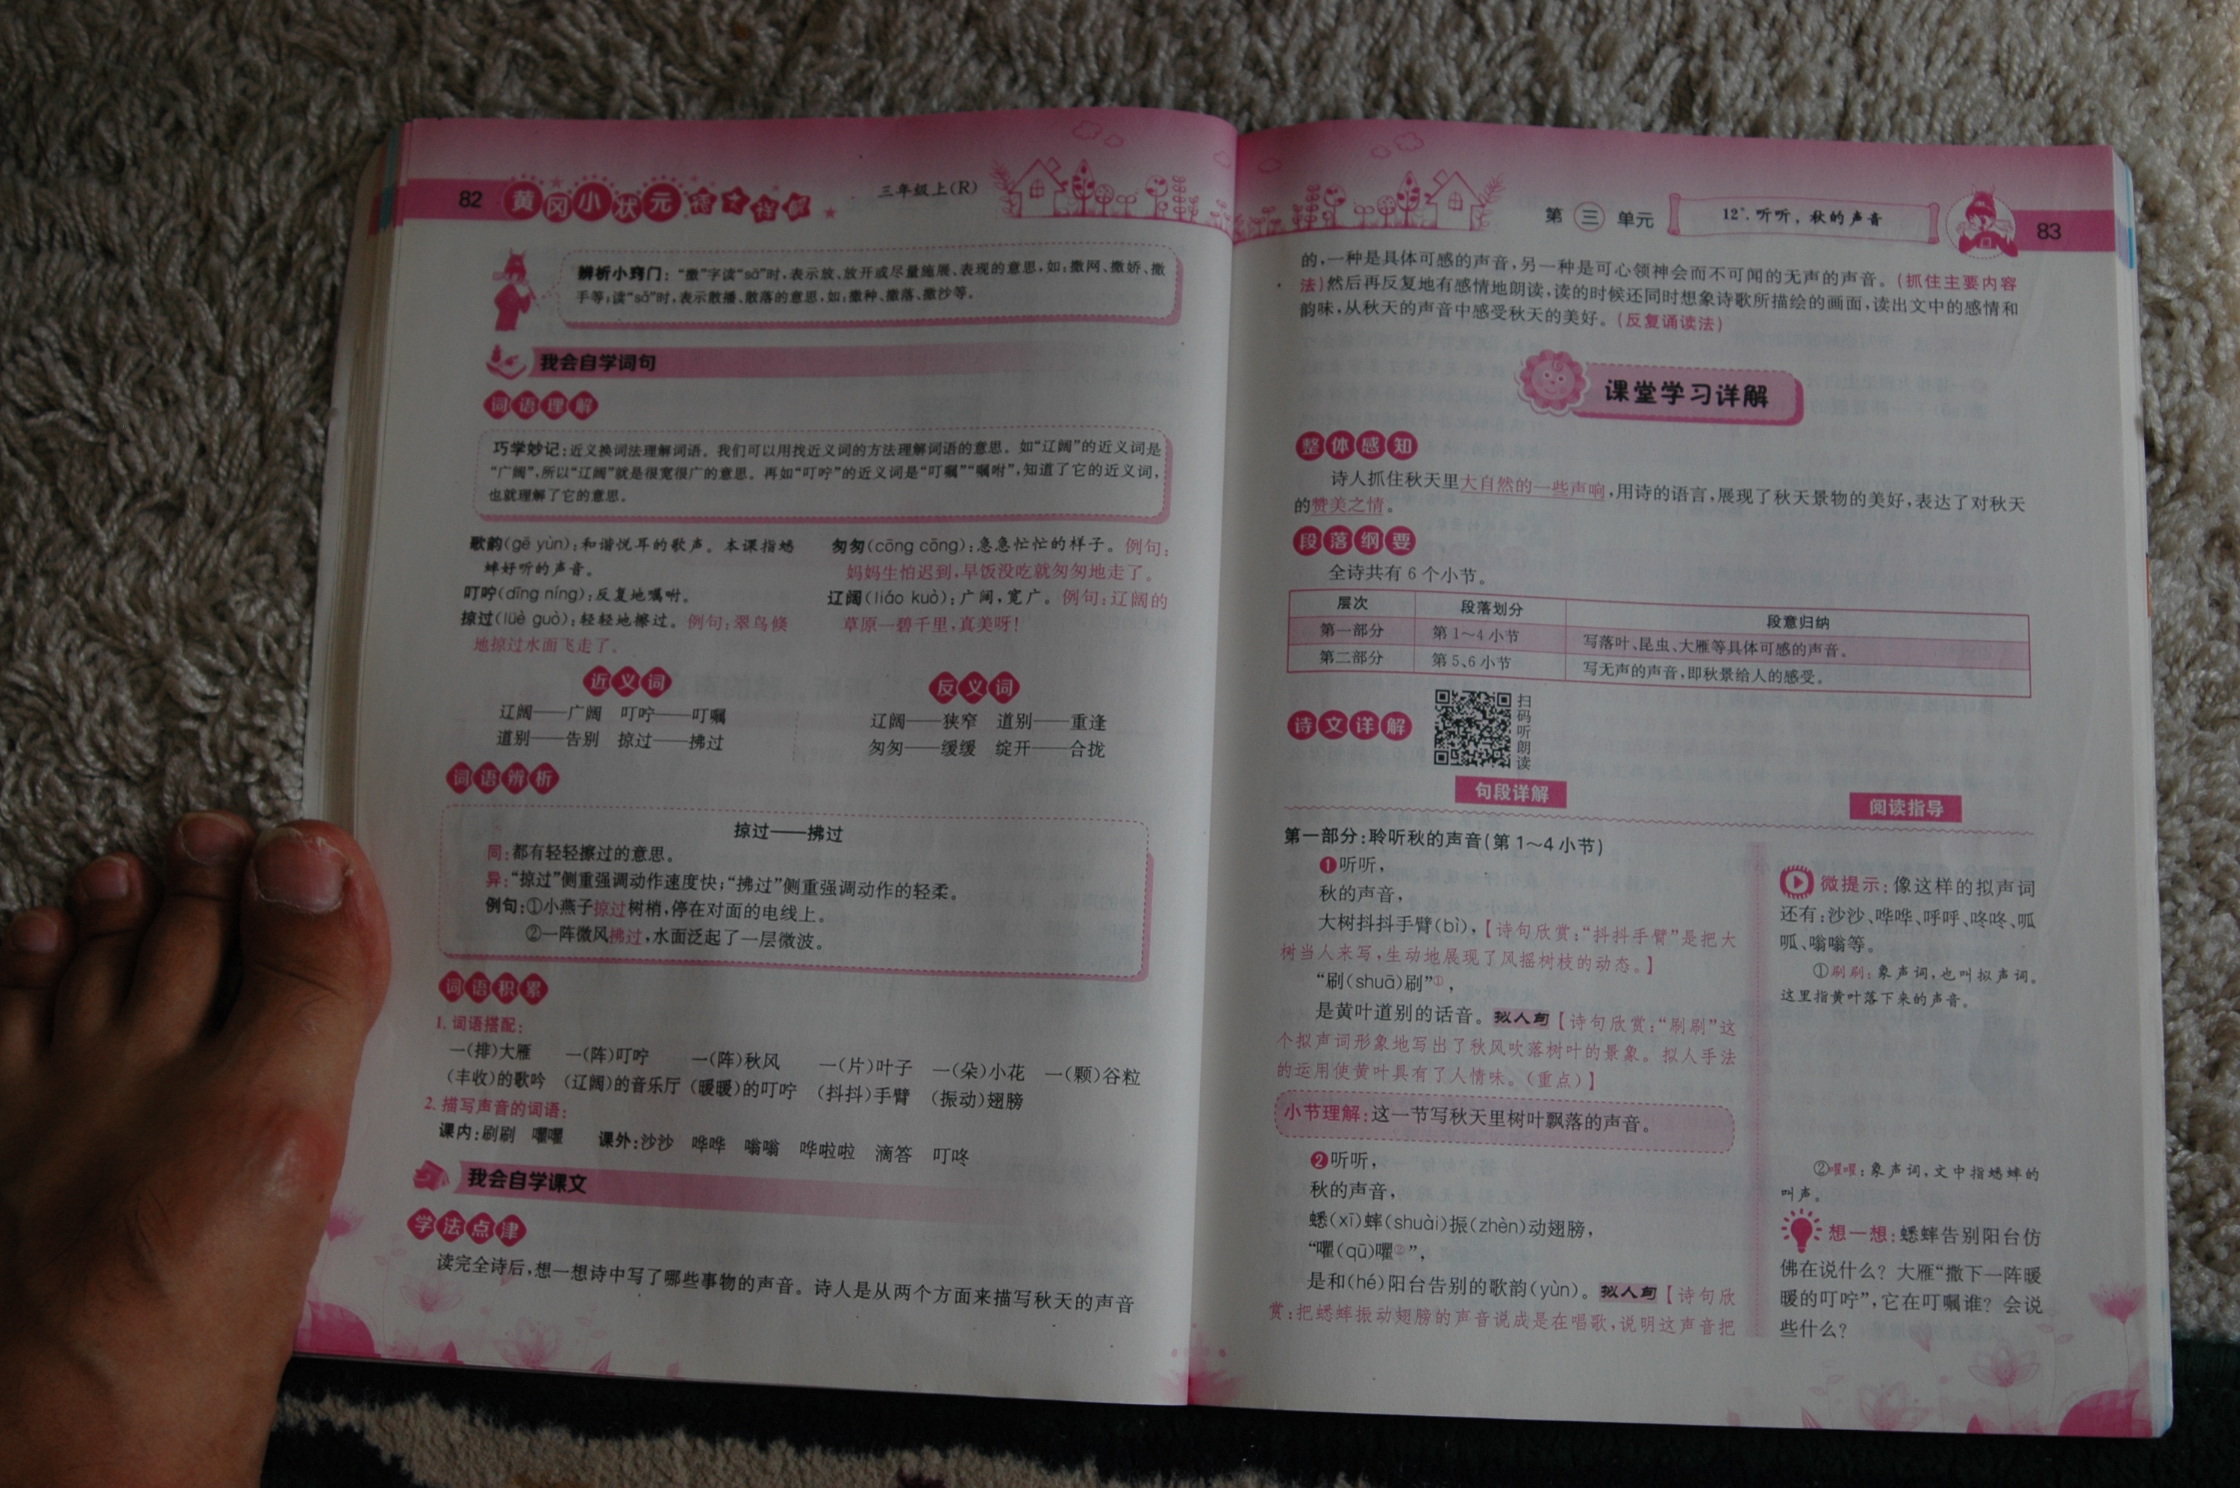 82
黄冈小状元
三年级上(R)
辨析小窍门：“撒”字读“sā”时,表示放、放开或尽量施展、表现的意思,如:撒网、撒娇、撒
手等;读“sǎ”时,表示散播、散落的意思,如:撒种、撒落、撒抄等。
我会自学词句
词语理解
巧学妙记:近义换词法理解词语。我们可以用找近义词的方法理解词语的意思。如“辽阔”的近义词是
“广阔”,所以“辽阔”就是很宽很广的意思。再如“叮咛”的近义词是“叮嘱”“嘱咐”,知道了它的近义词,
也就理解了它的意思。
歌韵(gē yùn):和谐悦耳的歌声。本课指蟋
蟀好听的声音。
叮咛(dīng níng):反复地嘱咐。
掠过(lüè guò):轻轻地擦过。例句:翠鸟倏
地掠过水面飞走了。
匆匆(cōng cōng):急急忙忙的样子。例句:
妈妈生怕迟到,早饭没吃就匆匆地走了。
辽阔(liáo kuò):广阔,宽广。例句:辽阔的
草原一碧千里,真美呀!
近义词
辽阔——广阔 叮咛——叮嘱
道别——告别 掠过——拂过
反义词
辽阔——狭窄 道别——重逢
匆匆——缓缓 绽开——合拢
词语辨析
掠过——拂过
同:都有轻轻擦过的意思。
异:“掠过”侧重强调动作速度快;“拂过”侧重强调动作的轻柔。
例句:①小燕子掠过树梢,停在对面的电线上。
②一阵微风拂过,水面泛起了一层微波。
词语积累
1.词语搭配:
一(排)大雁 一(阵)叮咛 一(阵)秋风 一(片)叶子 一(朵)小花 一(颗)谷粒
(丰收)的歌吟 (辽阔)的音乐厅 (暖暖)的叮咛 (抖抖)手臂 (振动)翅膀
2.描写声音的词语:
课内:刷刷 㘗㘗 课外:沙沙 哗哗 嗡嗡 哗啦啦 滴答 叮咚
我会自学课文
学法点津
读完全诗后,想一想诗中写了哪些事物的声音。诗人是从两个方面来描写秋天的声音
第三单元
12*.听听,秋的声音
83
的,一种是具体可感的声音,另一种是可心领神会而不可闻的无声的声音。(抓住主要内容
法)然后再反复地有感情地朗读,读的时候还同时想象诗歌所描绘的画面,读出文中的感情和
韵味,从秋天的声音中感受秋天的美好。(反复诵读法)
课堂学习详解
整体感知
诗人抓住秋天里大自然的一些声响,用诗的语言,展现了秋天景物的美好,表达了对秋天
的赞美之情。
段落纲要
全诗共有6个小节。
层次 段落划分 段意归纳
第一部分 第1~4小节 写落叶、昆虫、大雁等具体可感的声音。
第二部分 第5、6小节 写无声的声音,即秋景给人的感受。
诗文详解
扫码听朗读
句段详解
阅读指导
第一部分:聆听秋的声音(第1~4小节)
❶听听,
秋的声音,
大树抖抖手臂(bì),【诗句欣赏:“抖抖手臂”是把大
树当人来写,生动地展现了风摇树枝的动态。】
“刷(shuā)刷”①,
是黄叶道别的话音。拟人句【诗句欣赏:“刷刷”这
个拟声词形象地写出了秋风吹落树叶的景象。拟人手法
的运用使黄叶具有了人情味。(重点)】
小节理解:这一节写秋天里树叶飘落的声音。
❷听听,
秋的声音,
蟋(xī)蟀(shuài)振(zhèn)动翅膀,
“㘗(qū)㘗②”,
是和(hé)阳台告别的歌韵(yùn)。拟人句【诗句欣
赏:把蟋蟀振动翅膀的声音说成是在唱歌,说明这声音把
微提示:像这样的拟声词
还有:沙沙、哗哗、呼呼、咚咚、呱
呱、嗡嗡等。
①刷刷:象声词,也叫拟声词。
这里指黄叶落下来的声音。
②㘗㘗:象声词,文中指蟋蟀的
叫声。
想一想:蟋蟀告别阳台仿
佛在说什么?大雁“撒下一阵暖
暖的叮咛”,它在叮嘱谁?会说
些什么?